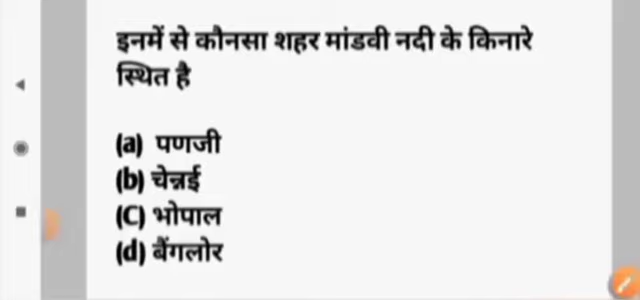 इनमें से कौनसा शहर मांडवी नदी के किनारे
स्थित है
(a) पणजी
(b) चेन्नई
(C) भोपाल
(d) बैंगलोर